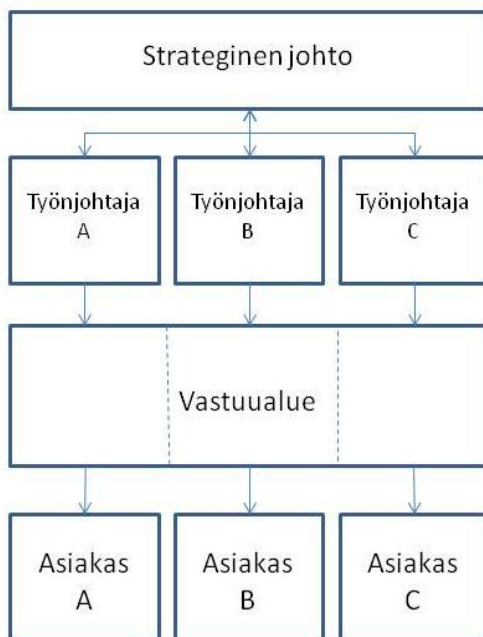 Strateginen johto
Työnjohtaja
A
Työnjohtaja
B
Työnjohtaja
C
Vastuualue
Asiakas
A
Asiakas
B
Asiakas
C